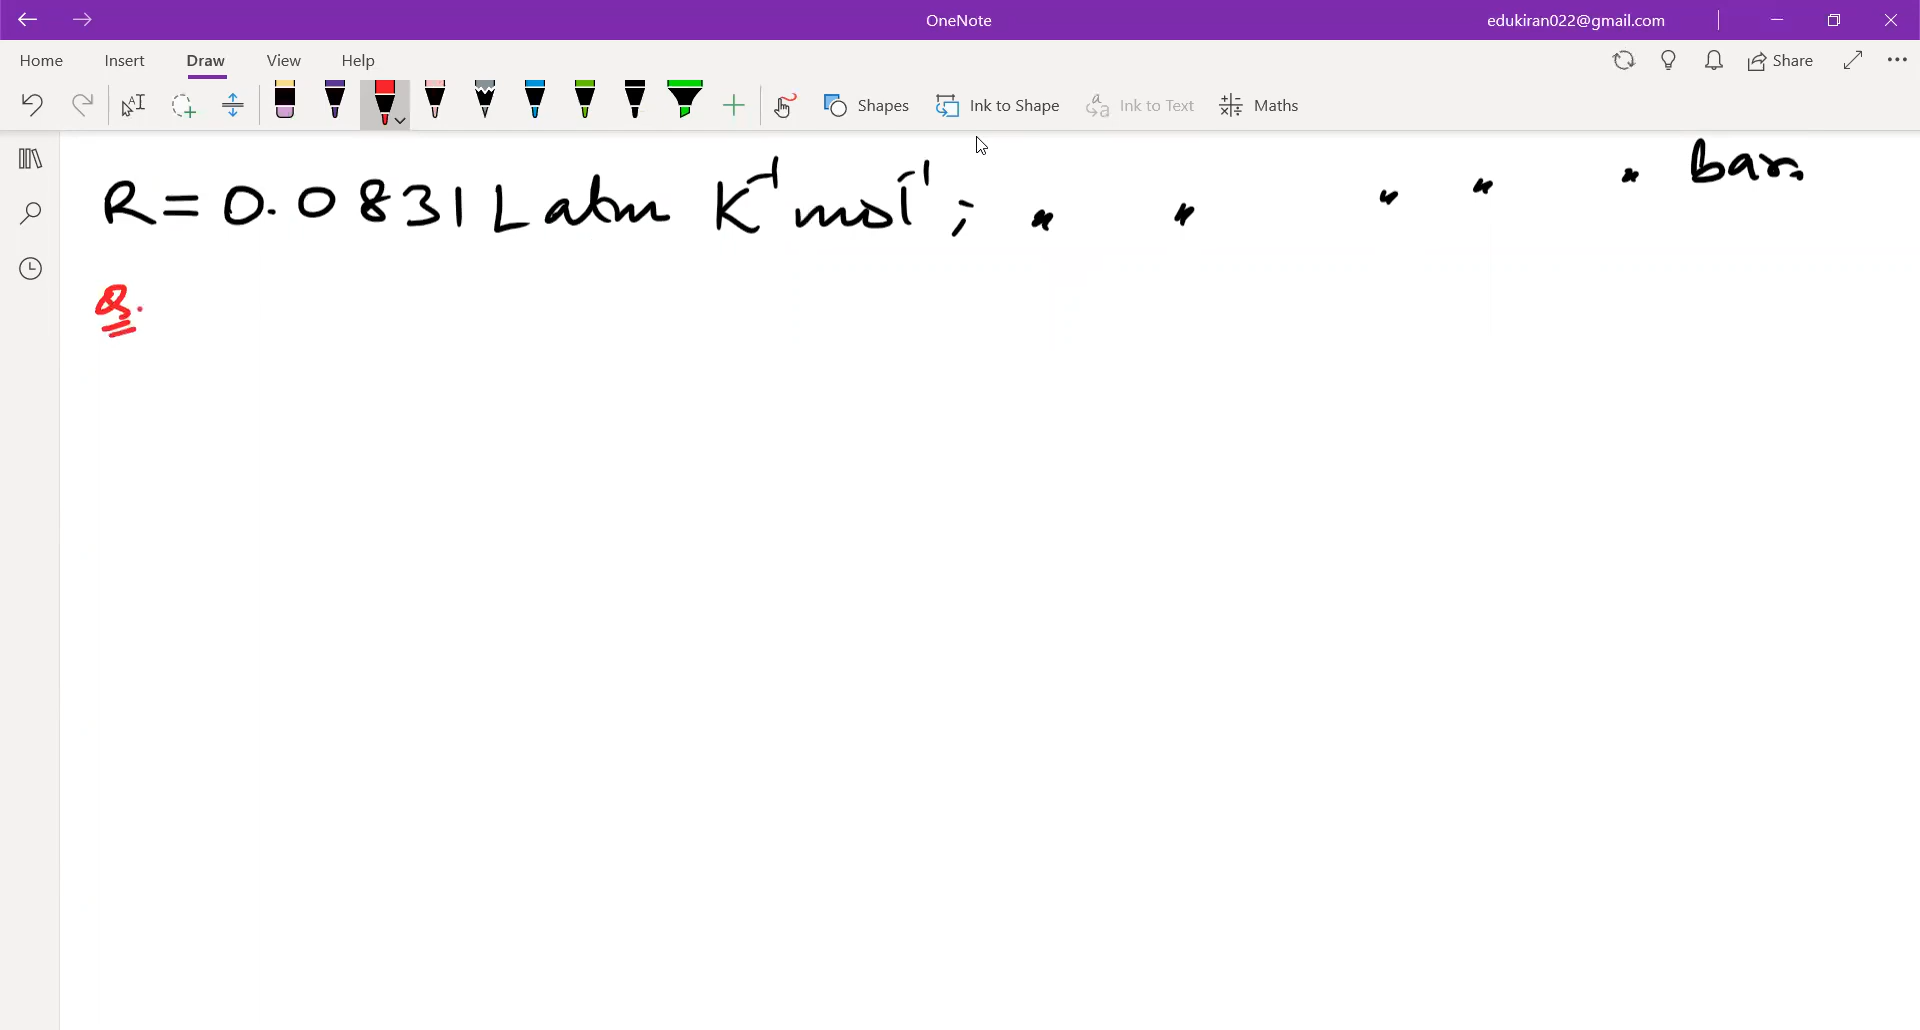 OneNote
edukiran022@gmail.com
Home Insert Draw View Help
Share
Shapes Ink to Shape Ink to Text Maths
R = 0.0831 L atm K⁻¹ mol⁻¹ ; " " " " " bar.
Q.